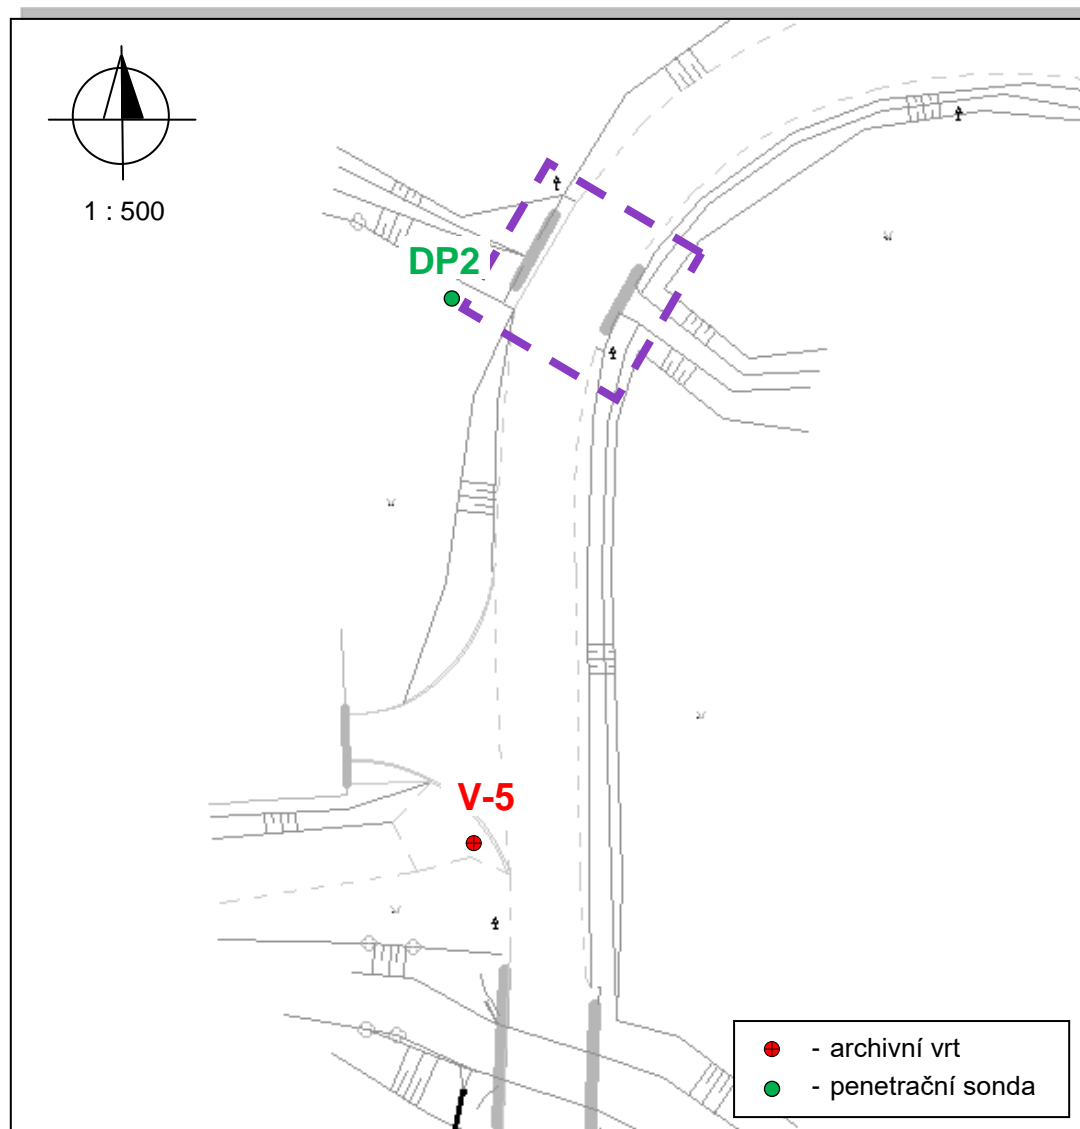 1 : 500
DP2
V-5
- archivní vrt
- penetrační sonda